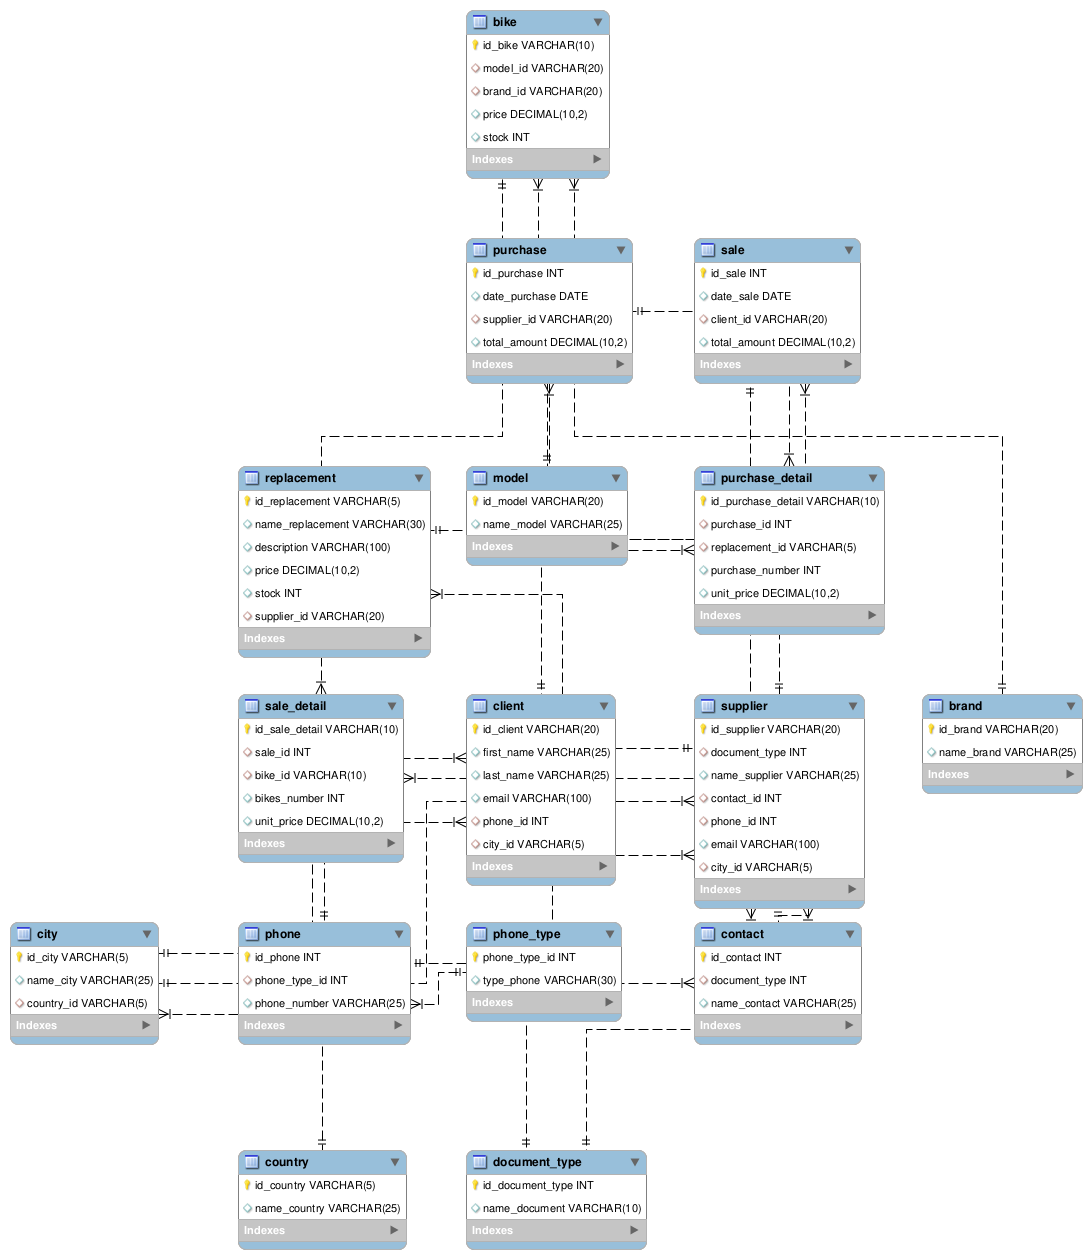 bike
id_bike VARCHAR(10)
model_id VARCHAR(20)
brand_id VARCHAR(20)
price DECIMAL(10,2)
stock INT
Indexes
purchase
id_purchase INT
date_purchase DATE
supplier_id VARCHAR(20)
total_amount DECIMAL(10,2)
Indexes
sale
id_sale INT
date_sale DATE
client_id VARCHAR(20)
total_amount DECIMAL(10,2)
Indexes
replacement
id_replacement VARCHAR(5)
name_replacement VARCHAR(30)
description VARCHAR(100)
price DECIMAL(10,2)
stock INT
supplier_id VARCHAR(20)
Indexes
model
id_model VARCHAR(20)
name_model VARCHAR(25)
Indexes
purchase_detail
id_purchase_detail VARCHAR(10)
purchase_id INT
replacement_id VARCHAR(5)
purchase_number INT
unit_price DECIMAL(10,2)
Indexes
sale_detail
id_sale_detail VARCHAR(10)
sale_id INT
bike_id VARCHAR(10)
bikes_number INT
unit_price DECIMAL(10,2)
Indexes
client
id_client VARCHAR(20)
first_name VARCHAR(25)
last_name VARCHAR(25)
email VARCHAR(100)
phone_id INT
city_id VARCHAR(5)
Indexes
supplier
id_supplier VARCHAR(20)
document_type INT
name_supplier VARCHAR(25)
contact_id INT
phone_id INT
email VARCHAR(100)
city_id VARCHAR(5)
Indexes
brand
id_brand VARCHAR(20)
name_brand VARCHAR(25)
Indexes
city
id_city VARCHAR(5)
name_city VARCHAR(25)
country_id VARCHAR(5)
Indexes
phone
id_phone INT
phone_type_id INT
phone_number VARCHAR(25)
Indexes
phone_type
phone_type_id INT
type_phone VARCHAR(30)
Indexes
contact
id_contact INT
document_type INT
name_contact VARCHAR(25)
Indexes
country
id_country VARCHAR(5)
name_country VARCHAR(25)
Indexes
document_type
id_document_type INT
name_document VARCHAR(10)
Indexes